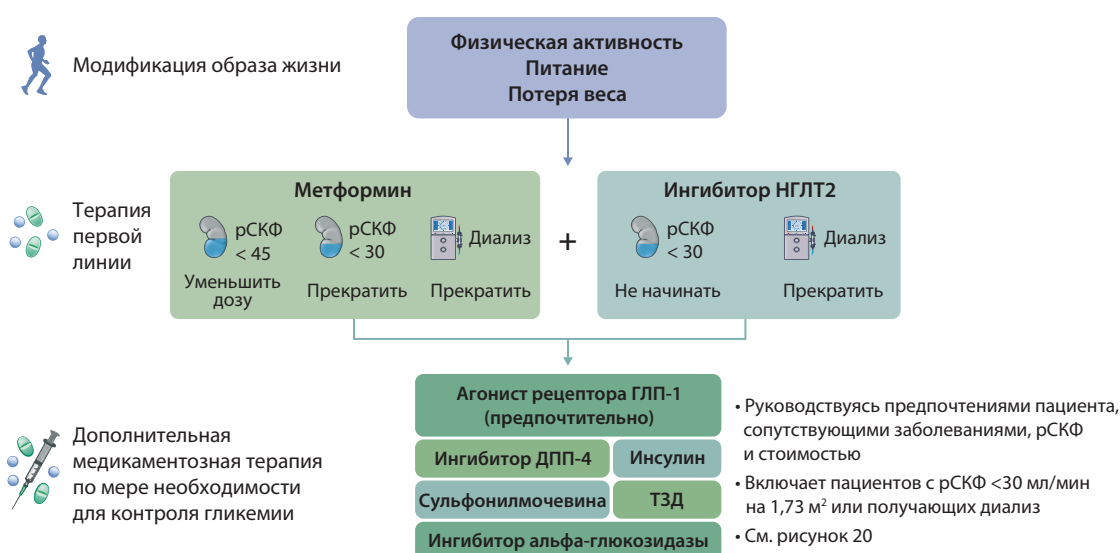 Модификация образа жизни
Физическая активность
Питание
Потеря веса
Терапия
первой
линии
Метформин
рСКФ
< 45
Уменьшить
дозу
рСКФ
< 30
Прекратить
Диализ
Прекратить
+
Ингибитор НГЛТ2
рСКФ
< 30
Не начинать
Диализ
Прекратить
Дополнительная
медикаментозная терапия
по мере необходимости
для контроля гликемии
Агонист рецептора ГЛП-1
(предпочтительно)
Ингибитор ДПП-4
Инсулин
Сульфонилмочевина
ТЗД
Ингибитор альфа-глюкозидазы
• Руководствуясь предпочтениями пациента,
сопутствующими заболеваниями, рСКФ
и стоимостью
• Включает пациентов с рСКФ <30 мл/мин
на 1,73 м² или получающих диализ
• См. рисунок 20